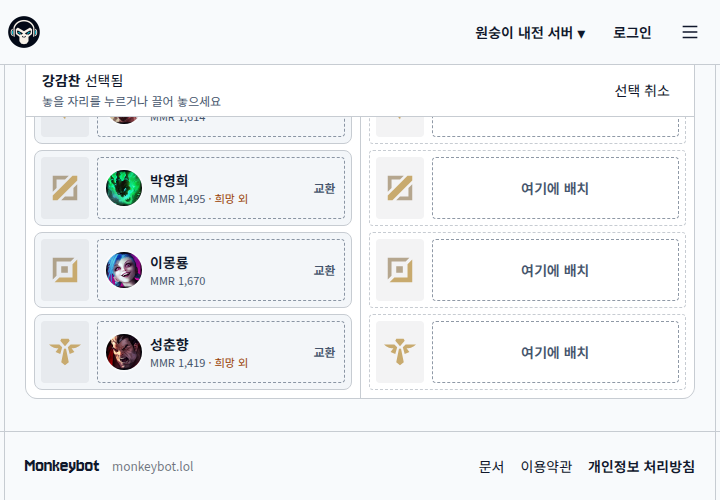 원숭이 내전 서버 ▼
로그인
강감찬 선택됨
놓을 자리를 누르거나 끌어 놓으세요
선택 취소
MMR 1,614
박영희
MMR 1,495 · 희망 외
교환
여기에 배치
이몽룡
MMR 1,670
교환
여기에 배치
성춘향
MMR 1,419 · 희망 외
교환
여기에 배치
Monkeybot
monkeybot.lol
문서
이용약관
개인정보 처리방침